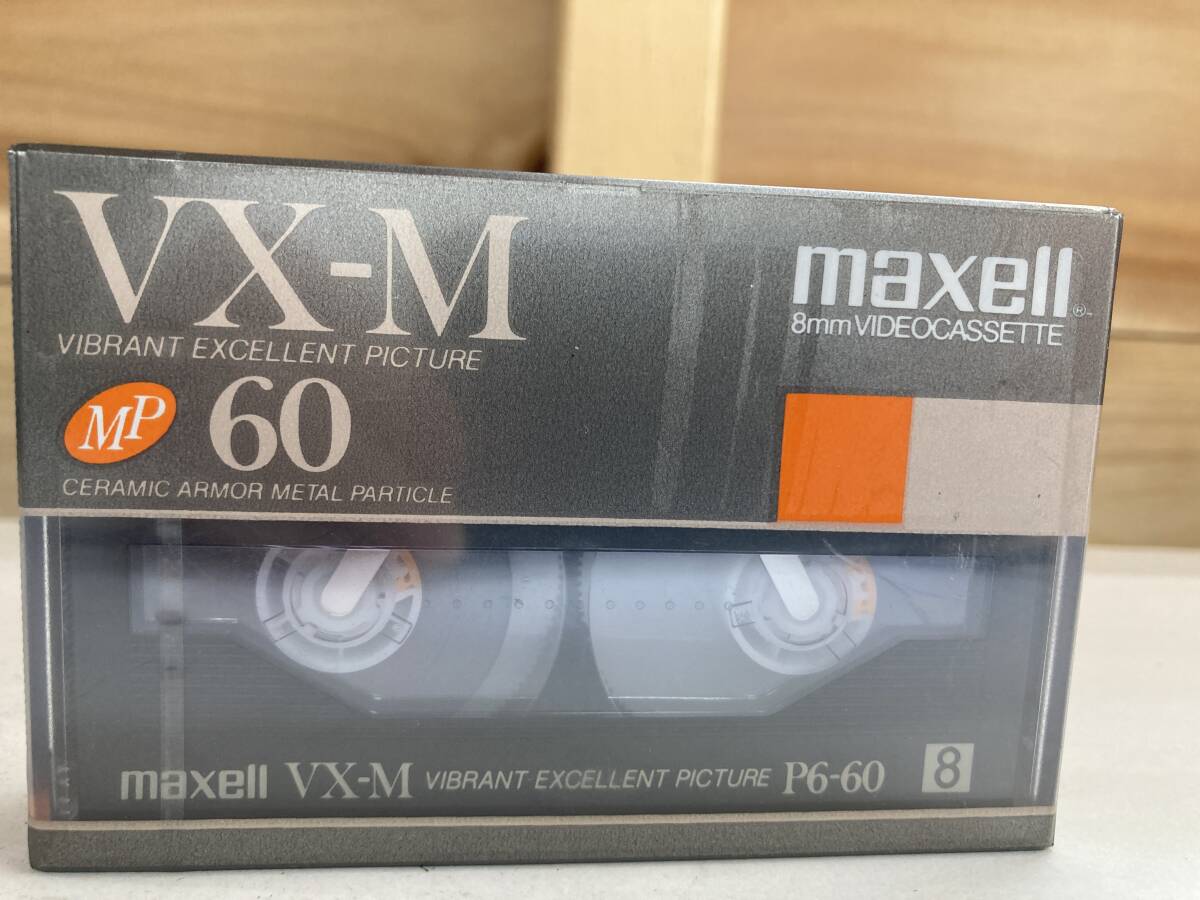 VX-M
VIBRANT EXCELLENT PICTURE
MP 60
CERAMIC ARMOR METAL PARTICLE
maxell®
8mm VIDEOCASSETTE
maxell VX-M VIBRANT EXCELLENT PICTURE P6-60 8